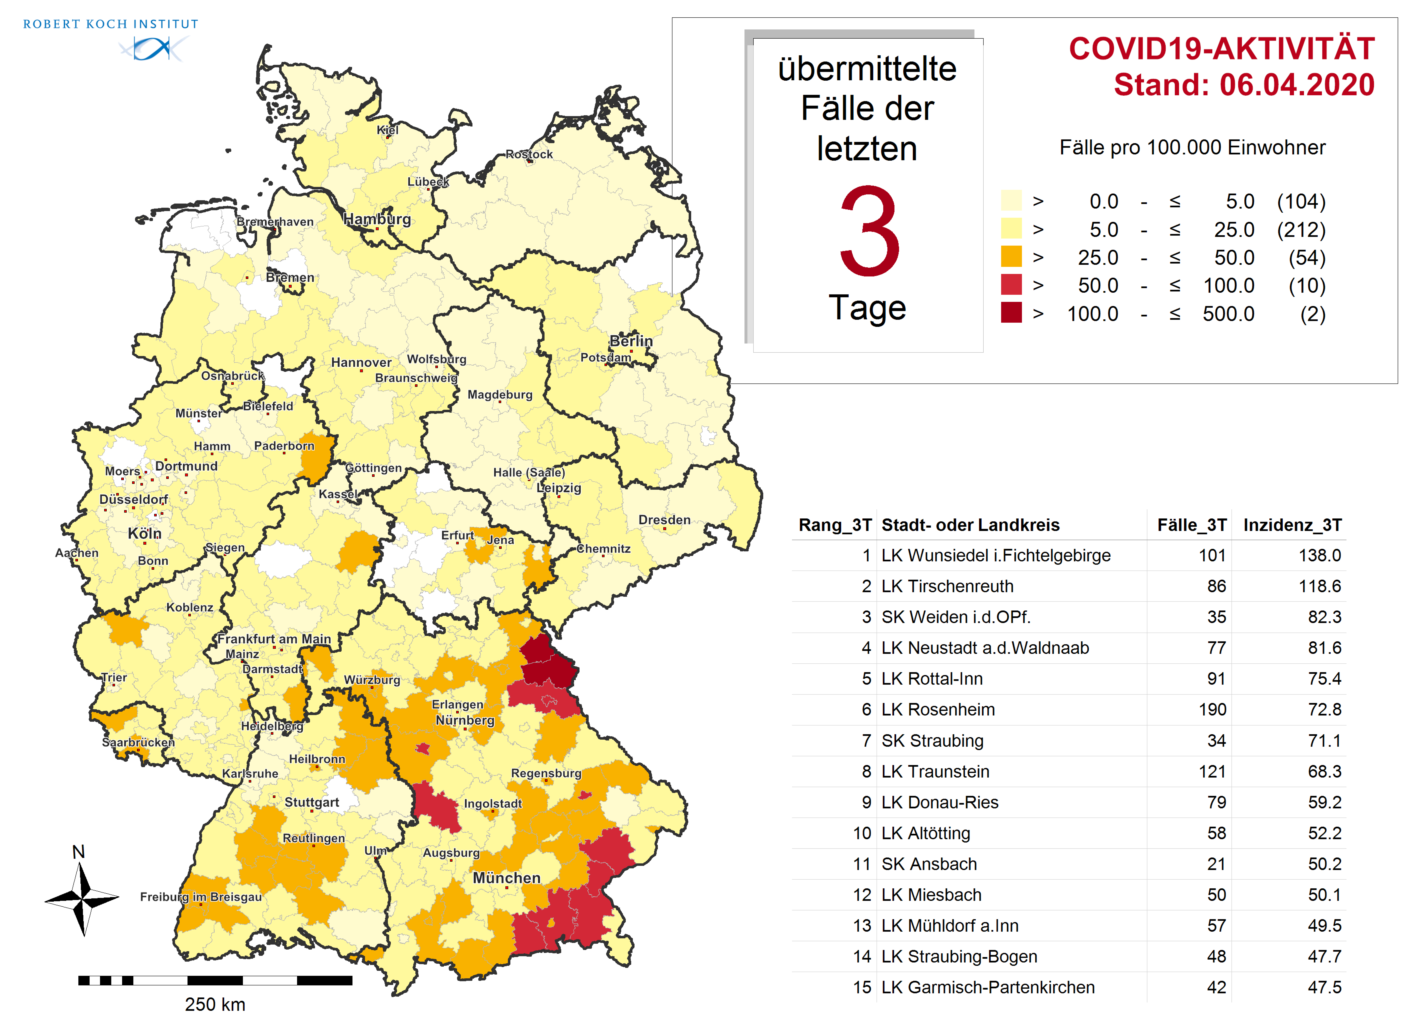 ROBERT KOCH INSTITUT
übermittelte
Fälle der
letzten
3
Tage
COVID19-AKTIVITÄT
Stand: 06.04.2020
Fälle pro 100.000 Einwohner
> 0.0 - ≤ 5.0 (104)
> 5.0 - ≤ 25.0 (212)
> 25.0 - ≤ 50.0 (54)
> 50.0 - ≤ 100.0 (10)
> 100.0 - ≤ 500.0 (2)
Kiel
Rostock
Lübeck
Hamburg
Bremerhaven
Bremen
Berlin
Potsdam
Hannover
Wolfsburg
Braunschweig
Osnabrück
Magdeburg
Münster
Bielefeld
Hamm
Paderborn
Moers
Dortmund
Göttingen
Halle (Saale)
Leipzig
Düsseldorf
Kassel
Dresden
Köln
Erfurt
Jena
Chemnitz
Aachen
Siegen
Bonn
Koblenz
Frankfurt am Main
Mainz
Darmstadt
Trier
Würzburg
Erlangen
Nürnberg
Heidelberg
Saarbrücken
Heilbronn
Karlsruhe
Regensburg
Stuttgart
Ingolstadt
Reutlingen
Ulm
Augsburg
München
Freiburg im Breisgau
N
250 km
Rang_3T Stadt- oder Landkreis Fälle_3T Inzidenz_3T
1 LK Wunsiedel i.Fichtelgebirge 101 138.0
2 LK Tirschenreuth 86 118.6
3 SK Weiden i.d.OPf. 35 82.3
4 LK Neustadt a.d.Waldnaab 77 81.6
5 LK Rottal-Inn 91 75.4
6 LK Rosenheim 190 72.8
7 SK Straubing 34 71.1
8 LK Traunstein 121 68.3
9 LK Donau-Ries 79 59.2
10 LK Altötting 58 52.2
11 SK Ansbach 21 50.2
12 LK Miesbach 50 50.1
13 LK Mühldorf a.Inn 57 49.5
14 LK Straubing-Bogen 48 47.7
15 LK Garmisch-Partenkirchen 42 47.5